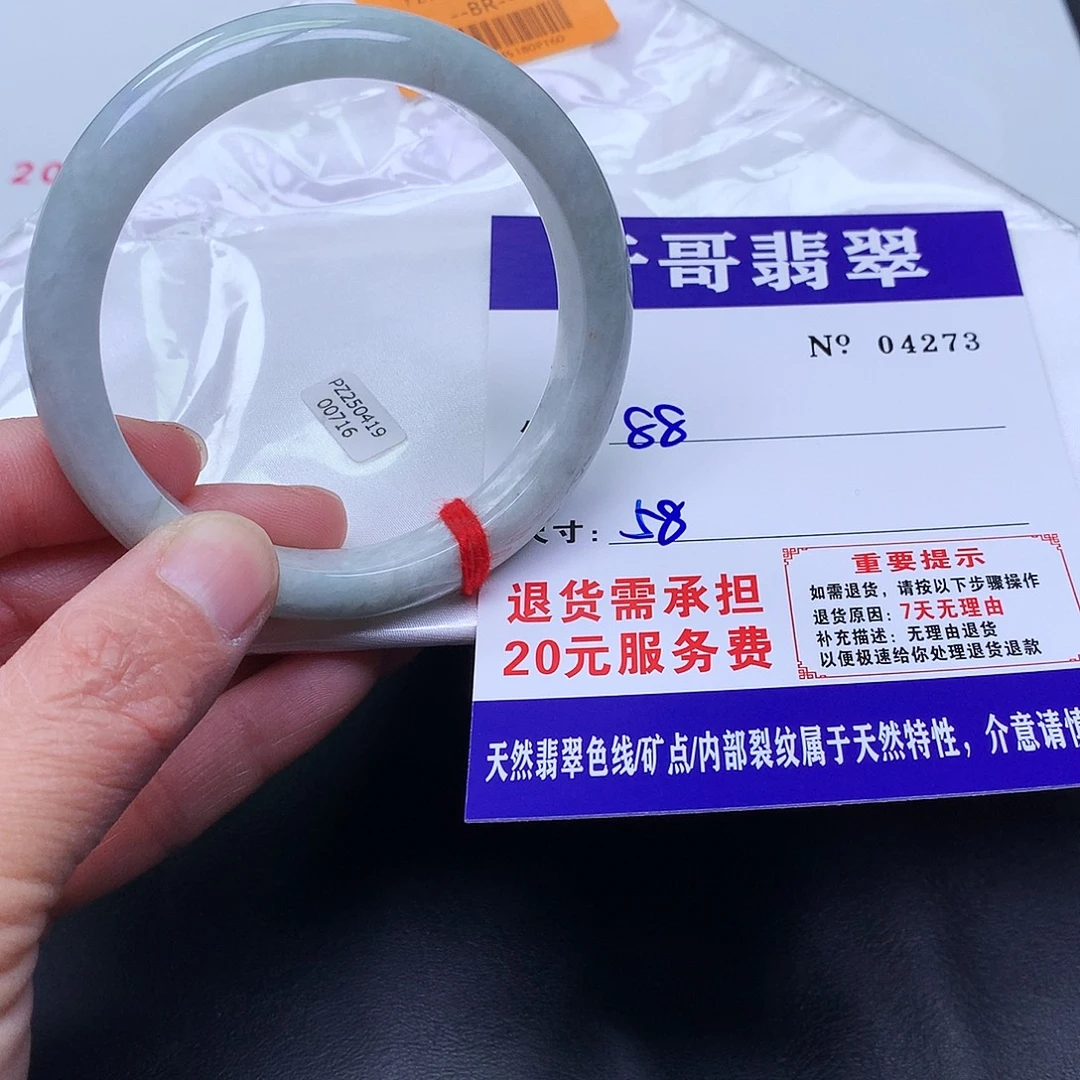 -BR-
20
哥翡翠
Nº 04273
PZ250419
00716
88
寸：58
退货需承担
20元服务费
重要提示
如需退货，请按以下步骤操作
退货原因：7天无理由
补充描述：无理由退货
以便极速给你处理退货退款
天然翡翠色线/矿点/内部裂纹属于天然特性，介意请慎